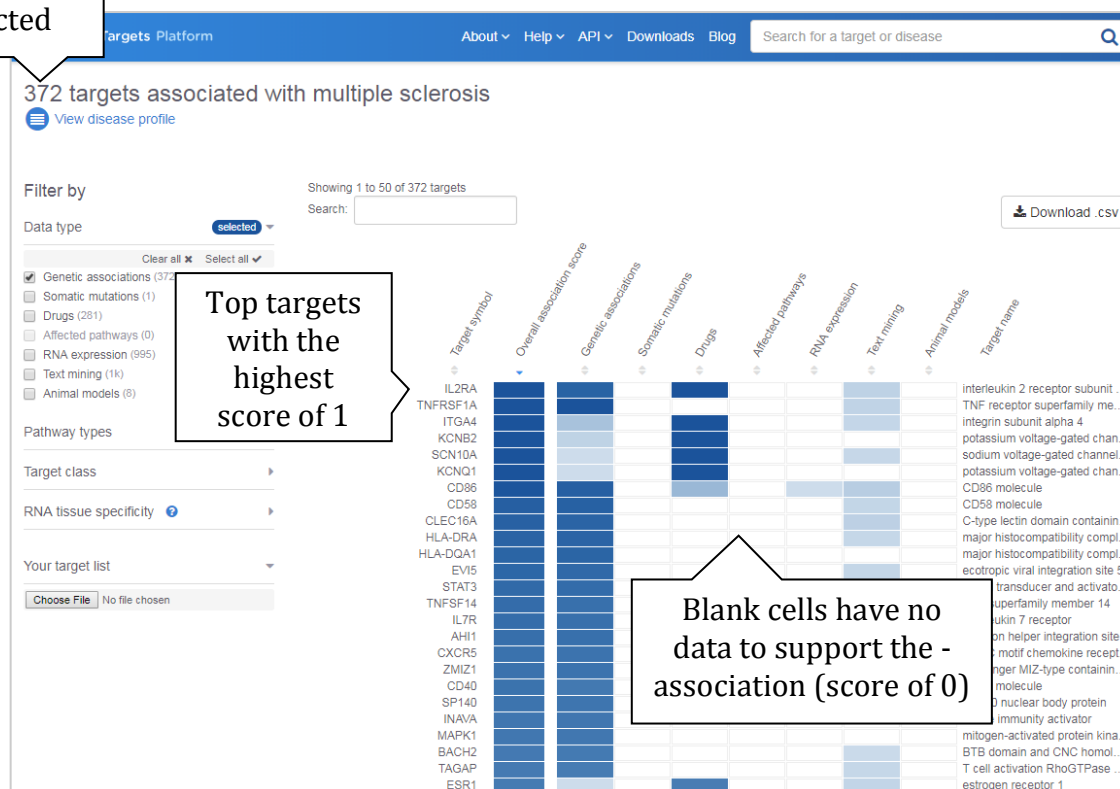 cted
argets Platform
About Help API Downloads Blog Search for a target or disease
372 targets associated with multiple sclerosis
View disease profile
Filter by
Showing 1 to 50 of 372 targets
Search:
Download .csv
Data type selected
Clear all ✖ Select all ✔
Genetic associations (372
Somatic mutations (1)
Drugs (281)
Affected pathways (0)
RNA expression (995)
Text mining (1k)
Animal models (8)
Pathway types
Target class
RNA tissue specificity ?
Your target list
Choose File No file chosen
Top targets
with the
highest
score of 1
Target symbol
Overall association score
Genetic associations
Somatic mutations
Drugs
Affected pathways
RNA expression
Text mining
Animal models
Target name
IL2RA interleukin 2 receptor subunit .
TNFRSF1A TNF receptor superfamily me..
ITGA4 integrin subunit alpha 4
KCNB2 potassium voltage-gated chan.
SCN10A sodium voltage-gated channel.
KCNQ1 potassium voltage-gated chan.
CD86 CD86 molecule
CD58 CD58 molecule
CLEC16A C-type lectin domain containin
HLA-DRA major histocompatibility compl.
HLA-DQA1 major histocompatibility compl.
EVI5 ecotropic viral integration site 5
STAT3 transducer and activato.
TNFSF14 uperfamily member 14
IL7R ukin 7 receptor
AHI1 on helper integration site
CXCR5 motif chemokine recept
ZMIZ1 nger MIZ-type containin.
CD40 molecule
SP140 nuclear body protein
INAVA immunity activator
MAPK1 mitogen-activated protein kina.
BACH2 BTB domain and CNC homol..
TAGAP T cell activation RhoGTPase ..
ESR1 estrogen receptor 1
Blank cells have no
data to support the -
association (score of 0)